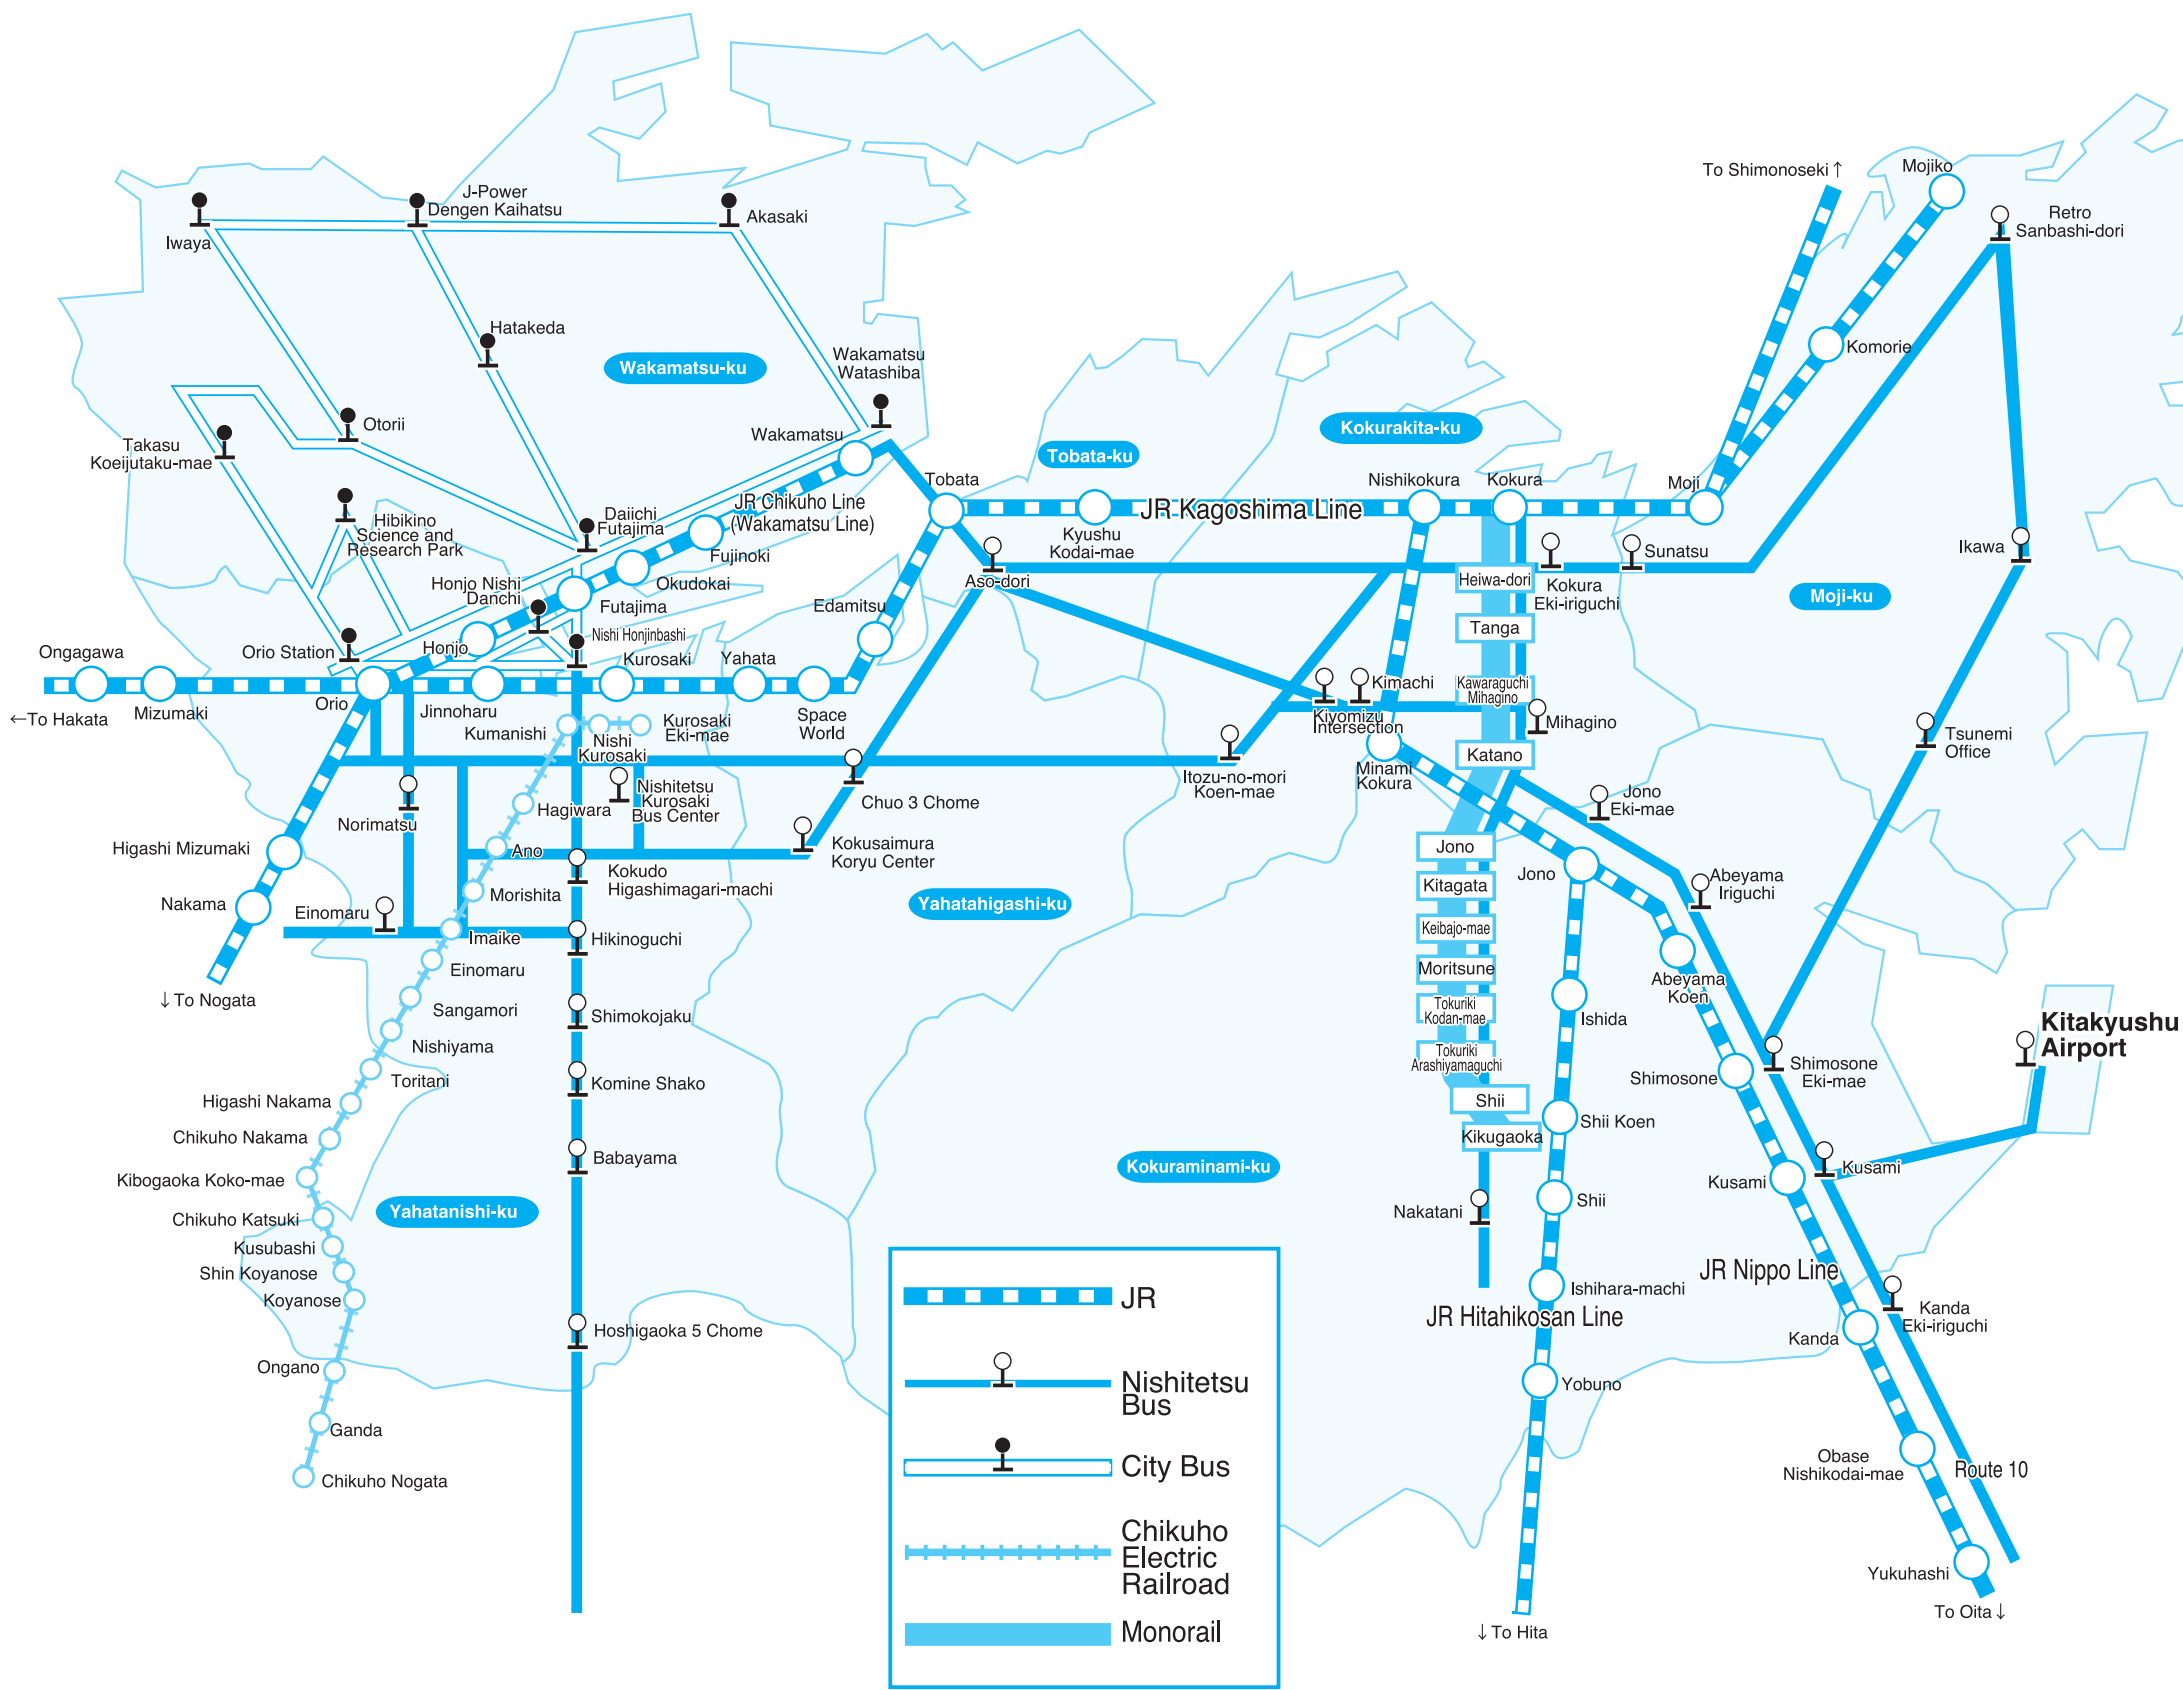 To Shimonoseki ↑
Mojiko
Retro
Sanbashi-dori
J-Power
Dengen Kaihatsu
Akasaki
Iwaya
Hatakeda
Wakamatsu-ku
Wakamatsu
Watashiba
Komorie
Otorii
Takasu
Koeijutaku-mae
Wakamatsu
Kokurakita-ku
Tobata-ku
Tobata
Nishikokura
Kokura
Moji
JR Chikuho Line
(Wakamatsu Line)
JR Kagoshima Line
Daiichi
Futajima
Hibikino
Science and
Research Park
Fujinoki
Kyushu
Kodai-mae
Sunatsu
Ikawa
Honjo Nishi
Danchi
Okudokai
Aso-dori
Heiwa-dori
Kokura
Eki-iriguchi
Moji-ku
Futajima
Edamitsu
Tanga
Nishi Honjinbashi
Orio Station
Honjo
Ongagawa
Kurosaki
Yahata
Kimachi
Kawaraguchi
Mihagino
←To Hakata
Mizumaki
Orio
Jinnoharu
Space
World
Kiyomizu
Intersection
Mihagino
Kumanishi
Kurosaki
Eki-mae
Nishi
Kurosaki
Tsunemi
Office
Katano
Minami
Kokura
Itozu-no-mori
Koen-mae
Nishitetsu
Kurosaki
Bus Center
Chuo 3 Chome
Jono
Eki-mae
Hagiwara
Norimatsu
Higashi Mizumaki
Ano
Kokusaimura
Koryu Center
Jono
Jono
Kokudo
Higashimagari-machi
Kitagata
Abeyama
Iriguchi
Morishita
Nakama
Einomaru
Yahatahigashi-ku
Keibajo-mae
Imaike
Hikinoguchi
Einomaru
Moritsune
Abeyama
Koen
↓To Nogata
Sangamori
Shimokojaku
Tokuriki
Kodan-mae
Ishida
Kitakyushu
Airport
Nishiyama
Tokuriki
Arashiyamaguchi
Toritani
Komine Shako
Shimosone
Shimosone
Eki-mae
Higashi Nakama
Shii
Shii Koen
Chikuho Nakama
Kikugaoka
Babayama
Kokuraminami-ku
Kusami
Kibogaoka Koko-mae
Kusami
Yahatanishi-ku
Nakatani
Shii
Chikuho Katsuki
Kusubashi
Shin Koyanose
JR Nippo Line
Koyanose
Ishihara-machi
JR Hitahikosan Line
Kanda
Eki-iriguchi
Hoshigaoka 5 Chome
Kanda
Ongano
Yobuno
Ganda
Obase
Nishikodai-mae
Route 10
Chikuho Nogata
Yukuhashi
To Oita ↓
↓To Hita
JR
Nishitetsu
Bus
City Bus
Chikuho
Electric
Railroad
Monorail